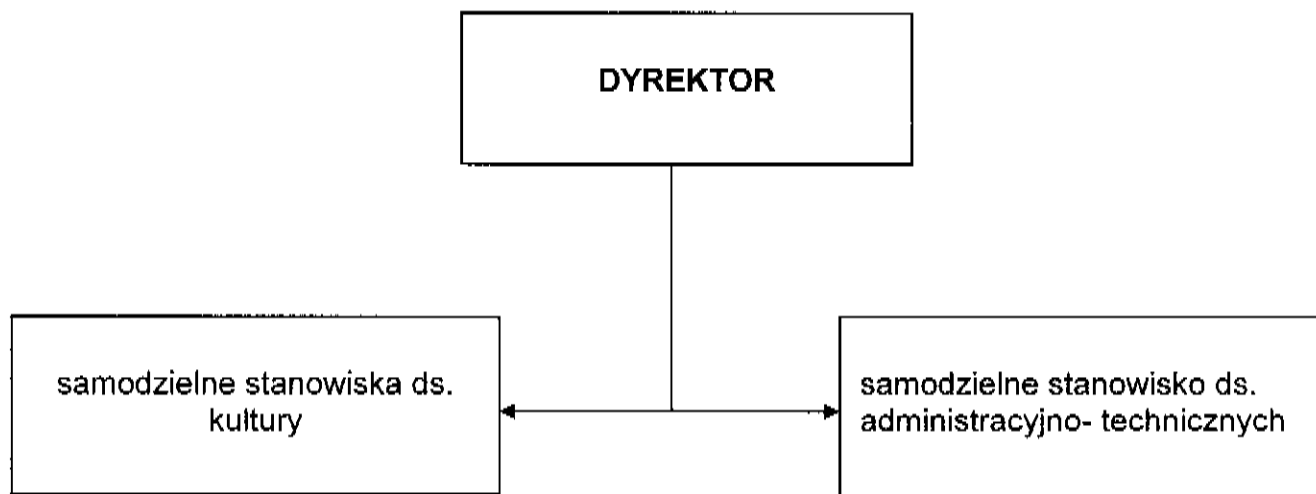 DYREKTOR
samodzielne stanowiska ds.
kultury
samodzielne stanowisko ds.
administracyjno- technicznych